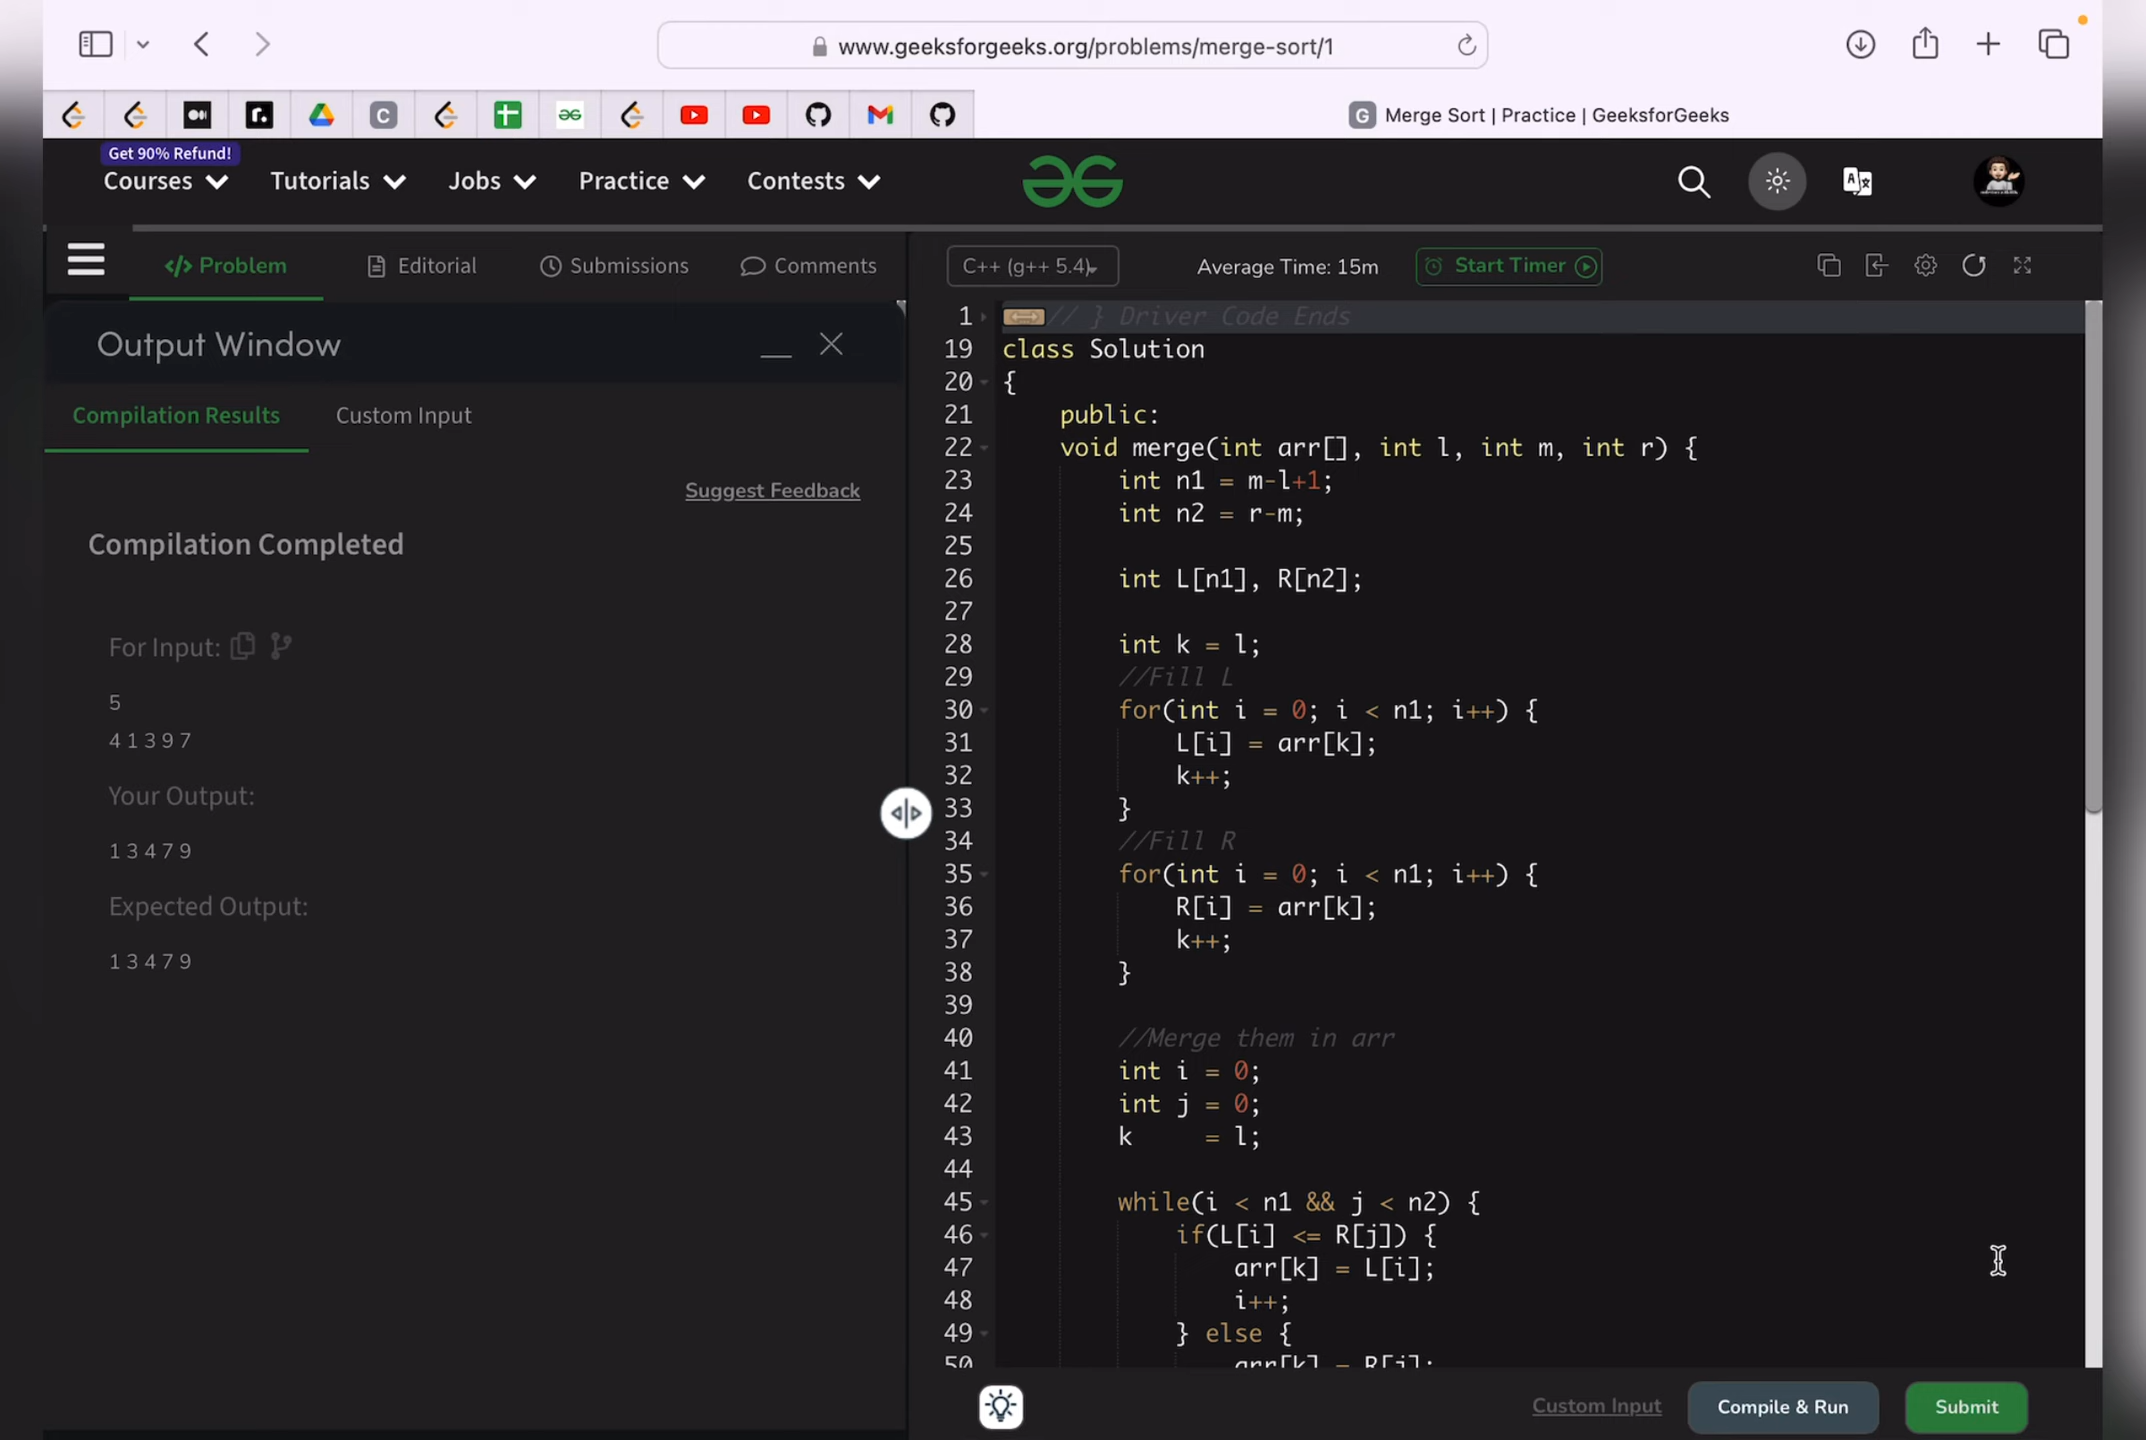 www.geeksforgeeks.org/problems/merge-sort/1
G Merge Sort | Practice | GeeksforGeeks
Get 90% Refund!
Courses Tutorials Jobs Practice Contests
</> Problem Editorial Submissions Comments
C++ (g++ 5.4) Average Time: 15m Start Timer
Output Window
Compilation Results Custom Input
Suggest Feedback
Compilation Completed
For Input:
5
4 1 3 9 7
Your Output:
1 3 4 7 9
Expected Output:
1 3 4 7 9
1 // } Driver Code Ends
19 class Solution
20 {
21 public:
22 void merge(int arr[], int l, int m, int r) {
23 int n1 = m-l+1;
24 int n2 = r-m;
25
26 int L[n1], R[n2];
27
28 int k = l;
29 //Fill L
30 for(int i = 0; i < n1; i++) {
31 L[i] = arr[k];
32 k++;
33 }
34 //Fill R
35 for(int i = 0; i < n1; i++) {
36 R[i] = arr[k];
37 k++;
38 }
39
40 //Merge them in arr
41 int i = 0;
42 int j = 0;
43 k = l;
44
45 while(i < n1 && j < n2) {
46 if(L[i] <= R[j]) {
47 arr[k] = L[i];
48 i++;
49 } else {
50 arr[k] = R[j];
Custom Input Compile & Run Submit